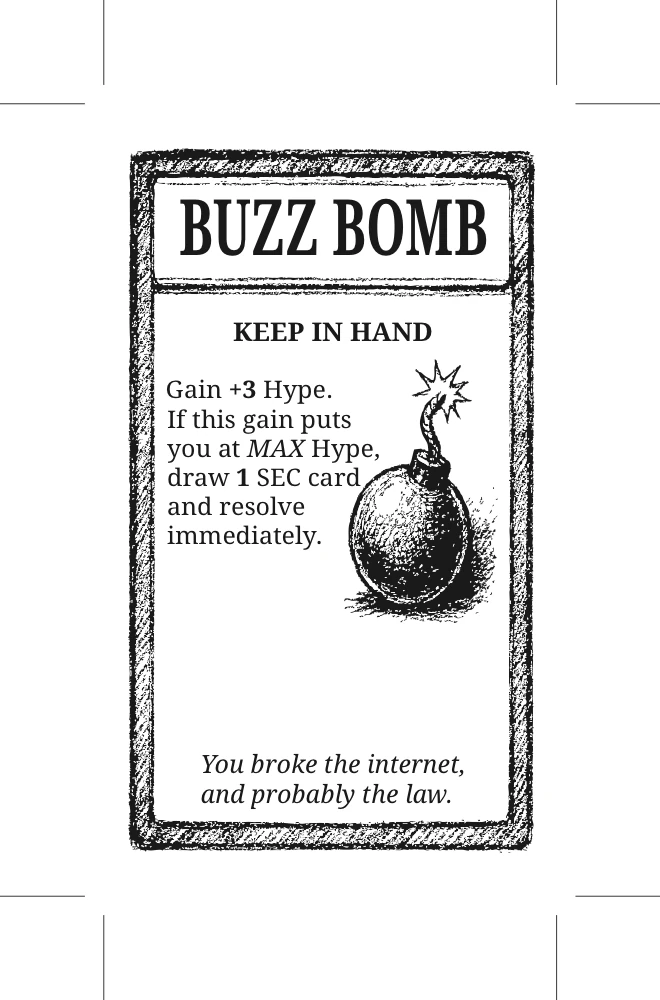 BUZZ BOMB
KEEP IN HAND
Gain +3 Hype.
If this gain puts
you at MAX Hype,
draw 1 SEC card
and resolve
immediately.
You broke the internet,
and probably the law.